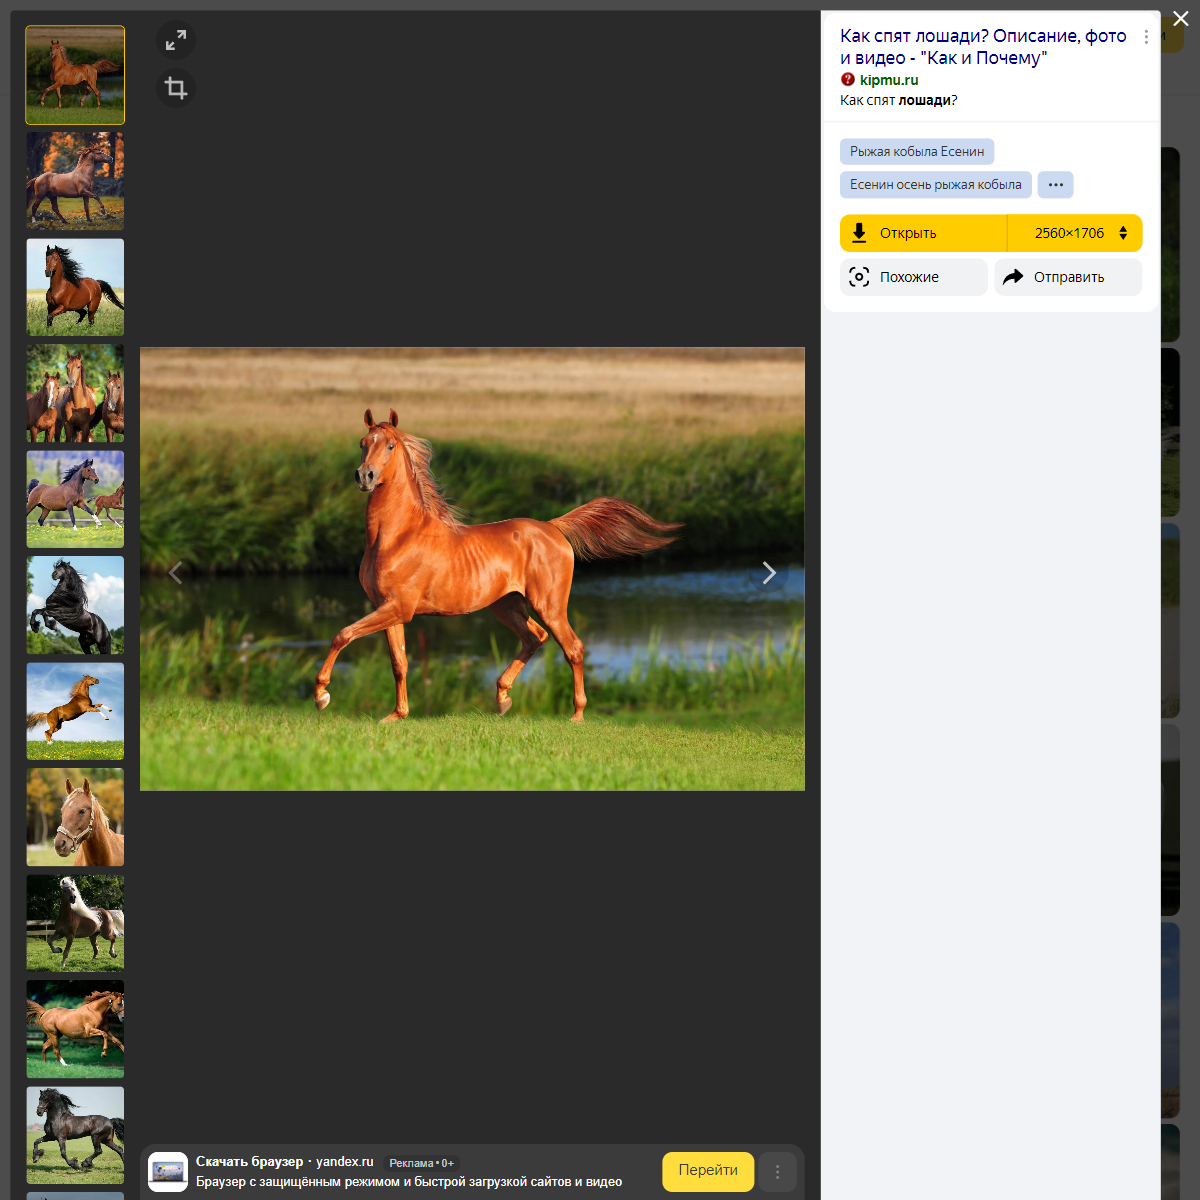 Как спят лошади? Описание, фото
и видео - "Как и Почему"
kipmu.ru
Как спят лошади?
Рыжая кобыла Есенин
Есенин осень рыжая кобыла
Открыть
2560×1706
Похожие
Отправить
Скачать браузер · yandex.ru Реклама • 0+
Браузер с защищённым режимом и быстрой загрузкой сайтов и видео
Перейти